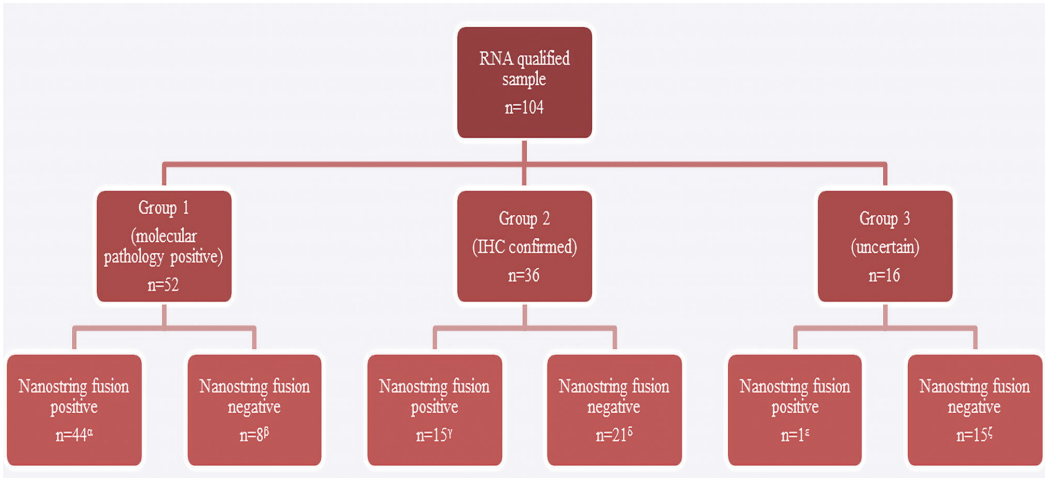 RNA qualified
sample
n=104
Group 1
(molecular
pathology positive)
n=52
Group 2
(IHC confirmed)
n=36
Group 3
(uncertain)
n=16
Nanostring fusion
positive
n=44α
Nanostring fusion
negative
n=8β
Nanostring fusion
positive
n=15γ
Nanostring fusion
negative
n=21δ
Nanostring fusion
positive
n=1ε
Nanostring fusion
negative
n=15ζ